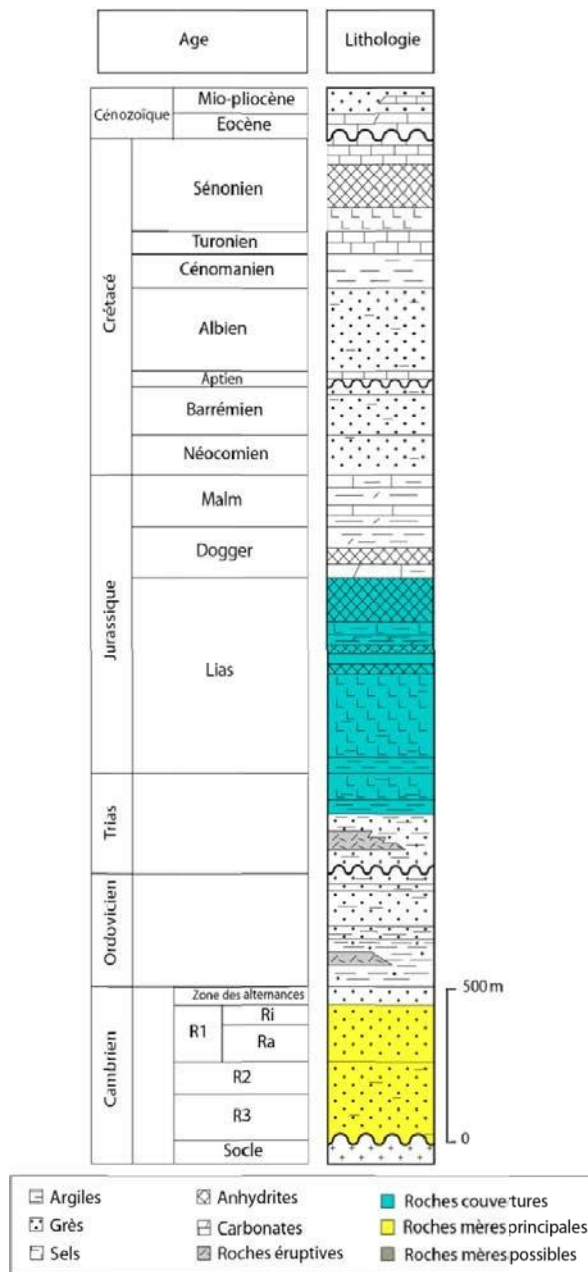 Age
Lithologie
Cénozoïque
Mio-pliocène
Eocène
Crétacé
Sénonien
Turonien
Cénomanien
Albien
Aptien
Barrémien
Néocomien
Jurassique
Malm
Dogger
Lias
Trias
Ordovicien
Cambrien
Zone des alternances
R1
Ri
Ra
R2
R3
Socle
500 m
0
Argiles
Grès
Sels
Anhydrites
Carbonates
Roches éruptives
Roches couvertures
Roches mères principales
Roches mères possibles